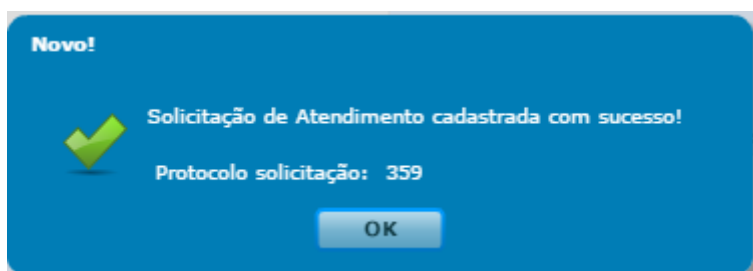 Novo!
Solicitação de Atendimento cadastrada com sucesso!
Protocolo solicitação: 359
OK